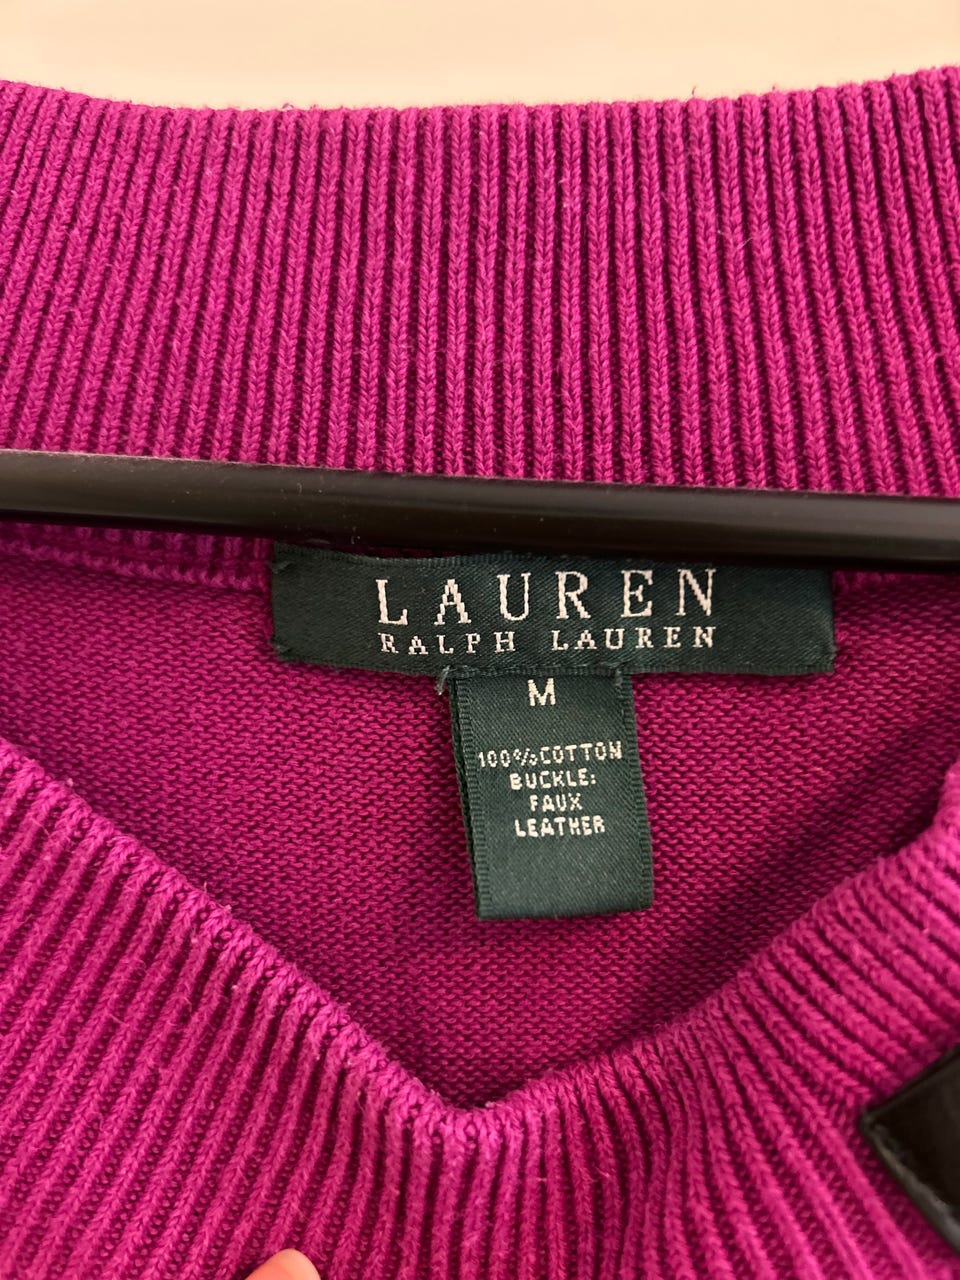 LAUREN
RALPH LAUREN
M
100%COTTON
BUCKLE:
FAUX
LEATHER